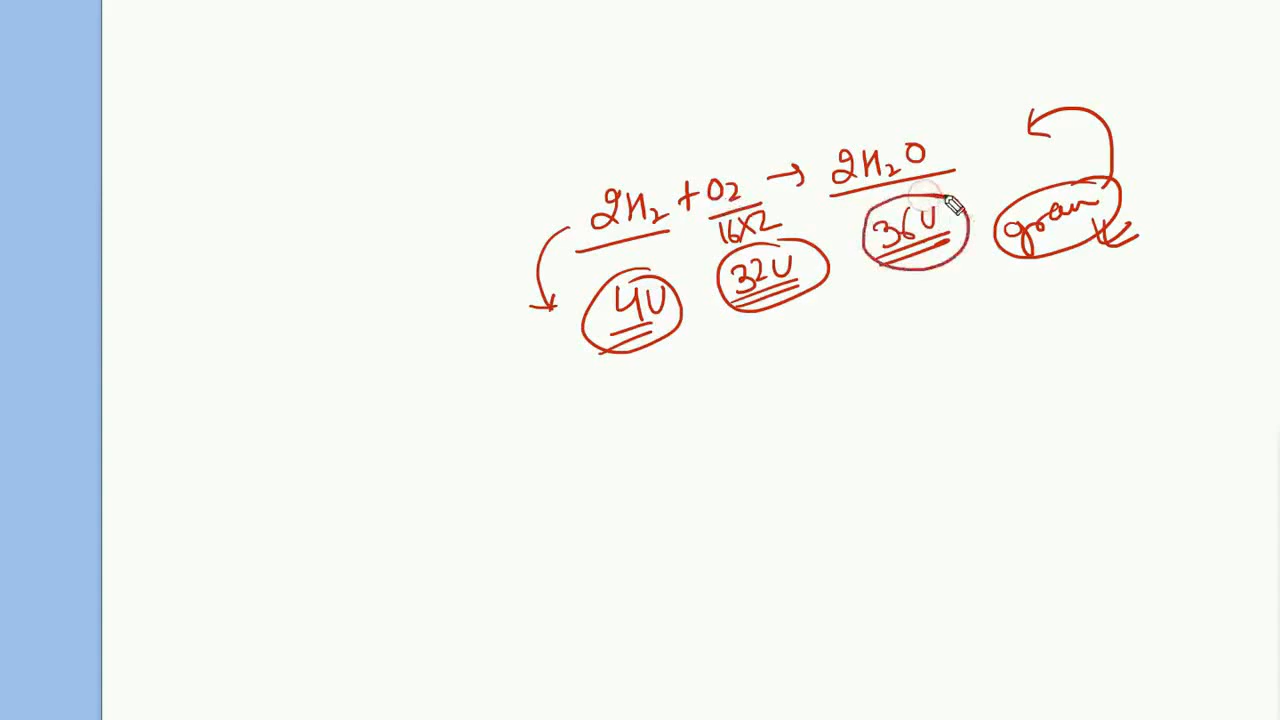 2H₂ + O₂ → 2H₂O
16X2
4U 32U 36U gram